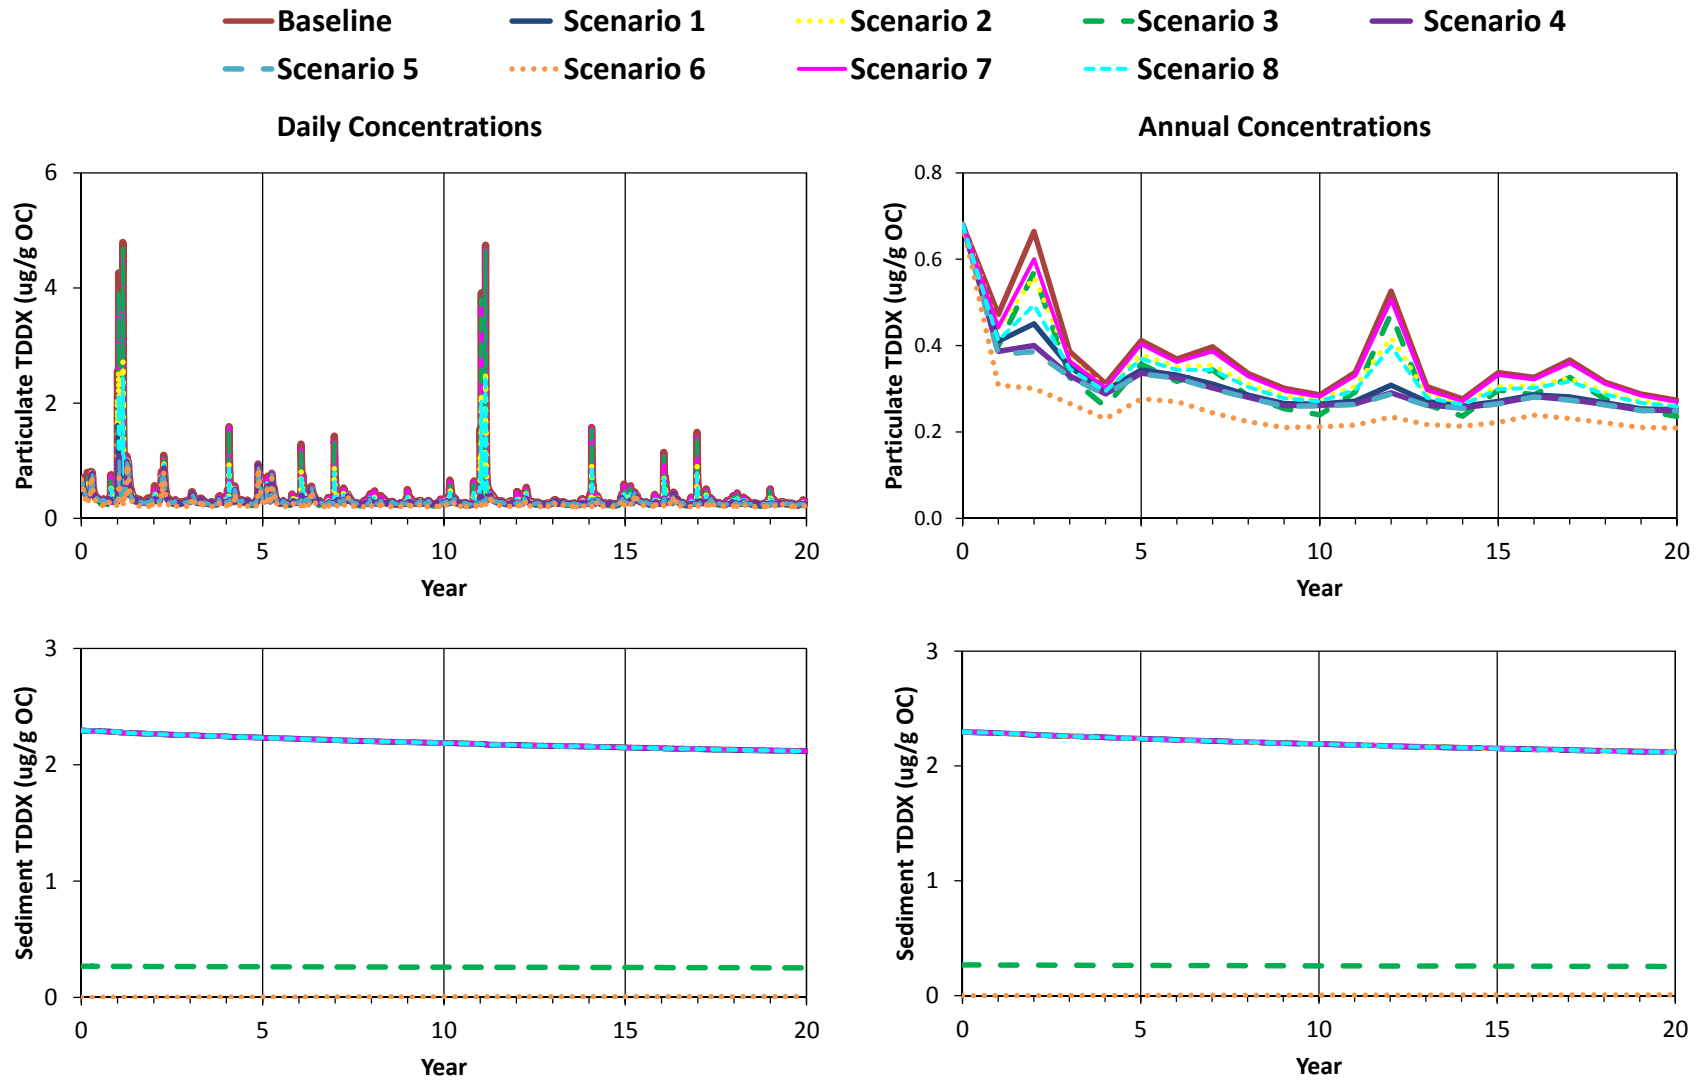 Baseline Scenario 1 Scenario 2 Scenario 3 Scenario 4
Scenario 5 Scenario 6 Scenario 7 Scenario 8
Daily Concentrations
Particulate TDDX (ug/g OC)
6
4
2
0
0 5 10 15 20
Year
Annual Concentrations
Particulate TDDX (ug/g OC)
0.8
0.6
0.4
0.2
0.0
0 5 10 15 20
Year
Sediment TDDX (ug/g OC)
3
2
1
0
0 5 10 15 20
Year
Sediment TDDX (ug/g OC)
3
2
1
0
0 5 10 15 20
Year